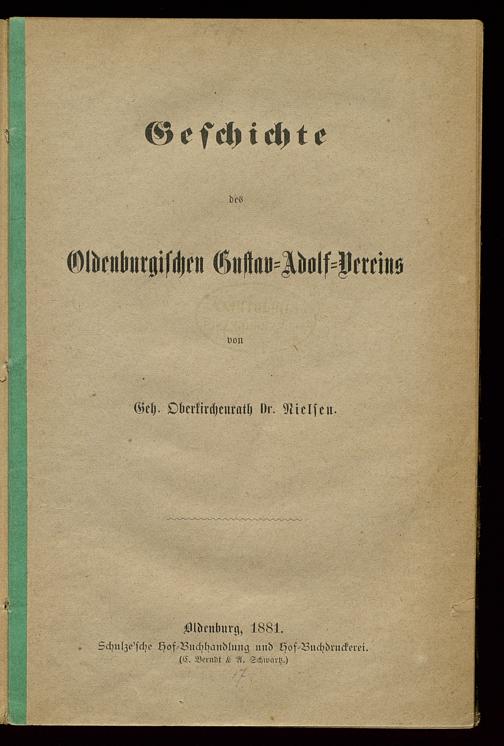 Geschichte
des
Oldenburgischen Gustav-Adolf-Vereins
von
Geh. Oberkirchenrath Dr. Nielsen.
Oldenburg, 1881.
Schulze'sche Hof-Buchhandlung und Hof-Buchdruckerei.
(C. Berndt & A. Schwartz.)
17